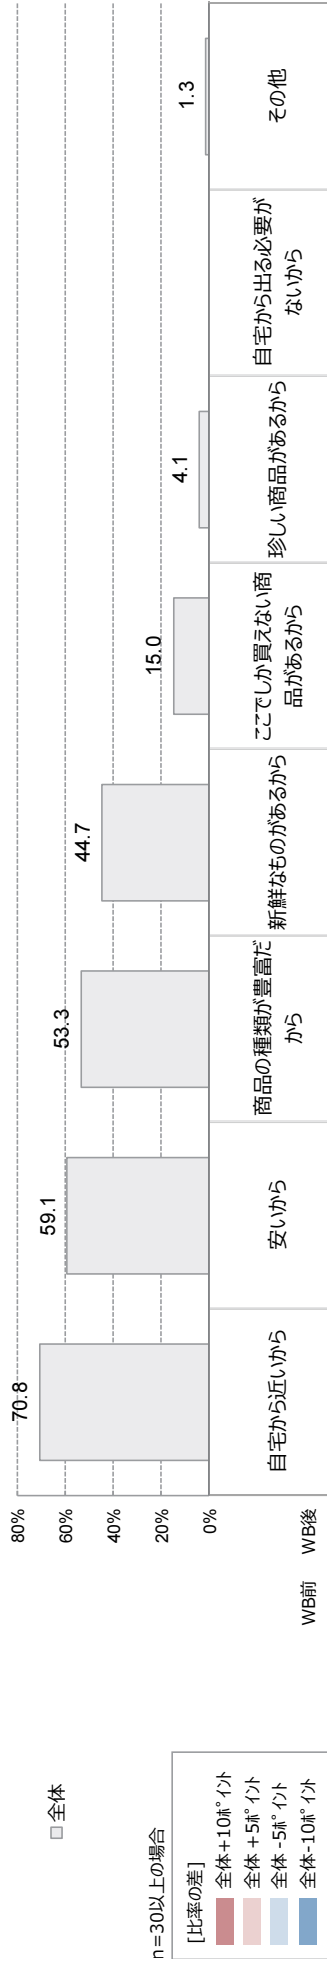 全体
n=30以上の場合
[比率の差]
全体+10ﾎﾟｲﾝﾄ
全体+5ﾎﾟｲﾝﾄ
全体-5ﾎﾟｲﾝﾄ
全体-10ﾎﾟｲﾝﾄ
80%
60%
40%
20%
0%
WB前 WB後
70.8
59.1
53.3
44.7
15.0
4.1
1.3
自宅から近いから
安いから
商品の種類が豊富だ
から
新鮮なものがあるから
ここでしか買えない商
品があるから
珍しい商品があるから
自宅から出る必要が
ないから
その他